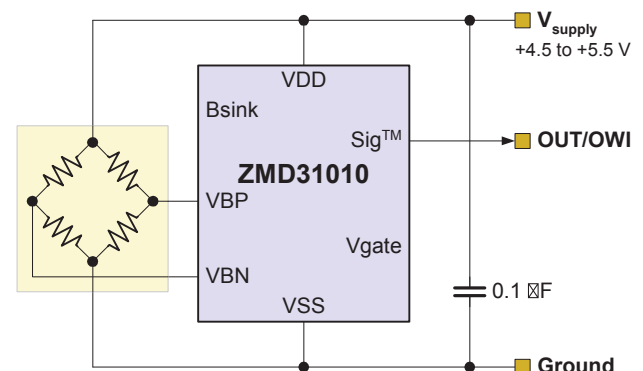 V supply
+4.5 to +5.5 V
VDD
Bsink
Sig™
OUT/OWI
ZMD31010
VBP
Vgate
VBN
0.1 F
VSS
Ground